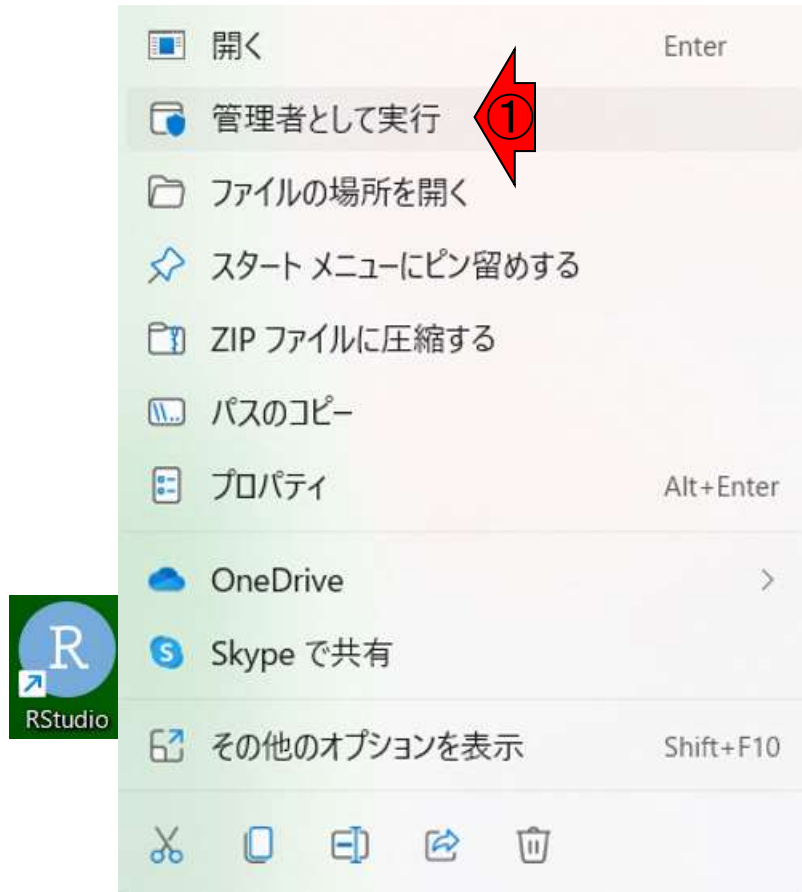 開く Enter
管理者として実行 ①
ファイルの場所を開く
スタート メニューにピン留めする
ZIP ファイルに圧縮する
パスのコピー
プロパティ Alt+Enter
OneDrive
Skype で共有
R
RStudio
その他のオプションを表示 Shift+F10